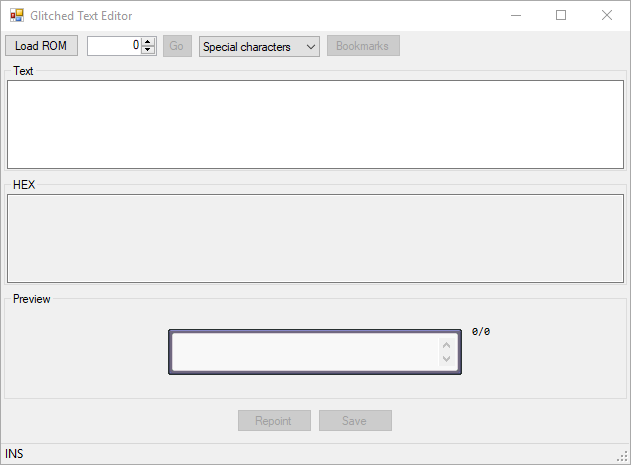 Glitched Text Editor
Load ROM 0 Go Special characters Bookmarks
Text
HEX
Preview
0/0
Repoint Save
INS